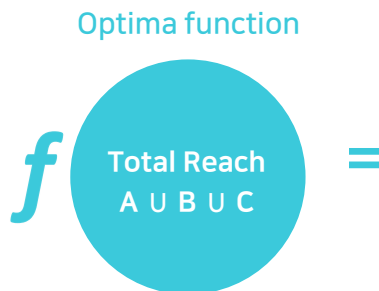 Optima function
f
Total Reach
A ∪ B ∪ C
=